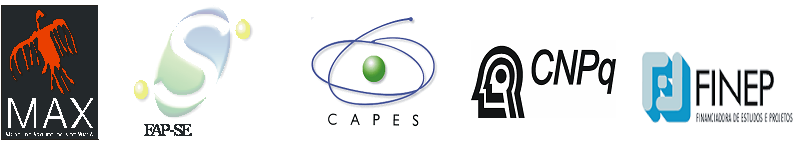 MAX
FAP-SE
CAPES
CNPq
FINEP
FINANCIADORA DE ESTUDOS E PROJETOS